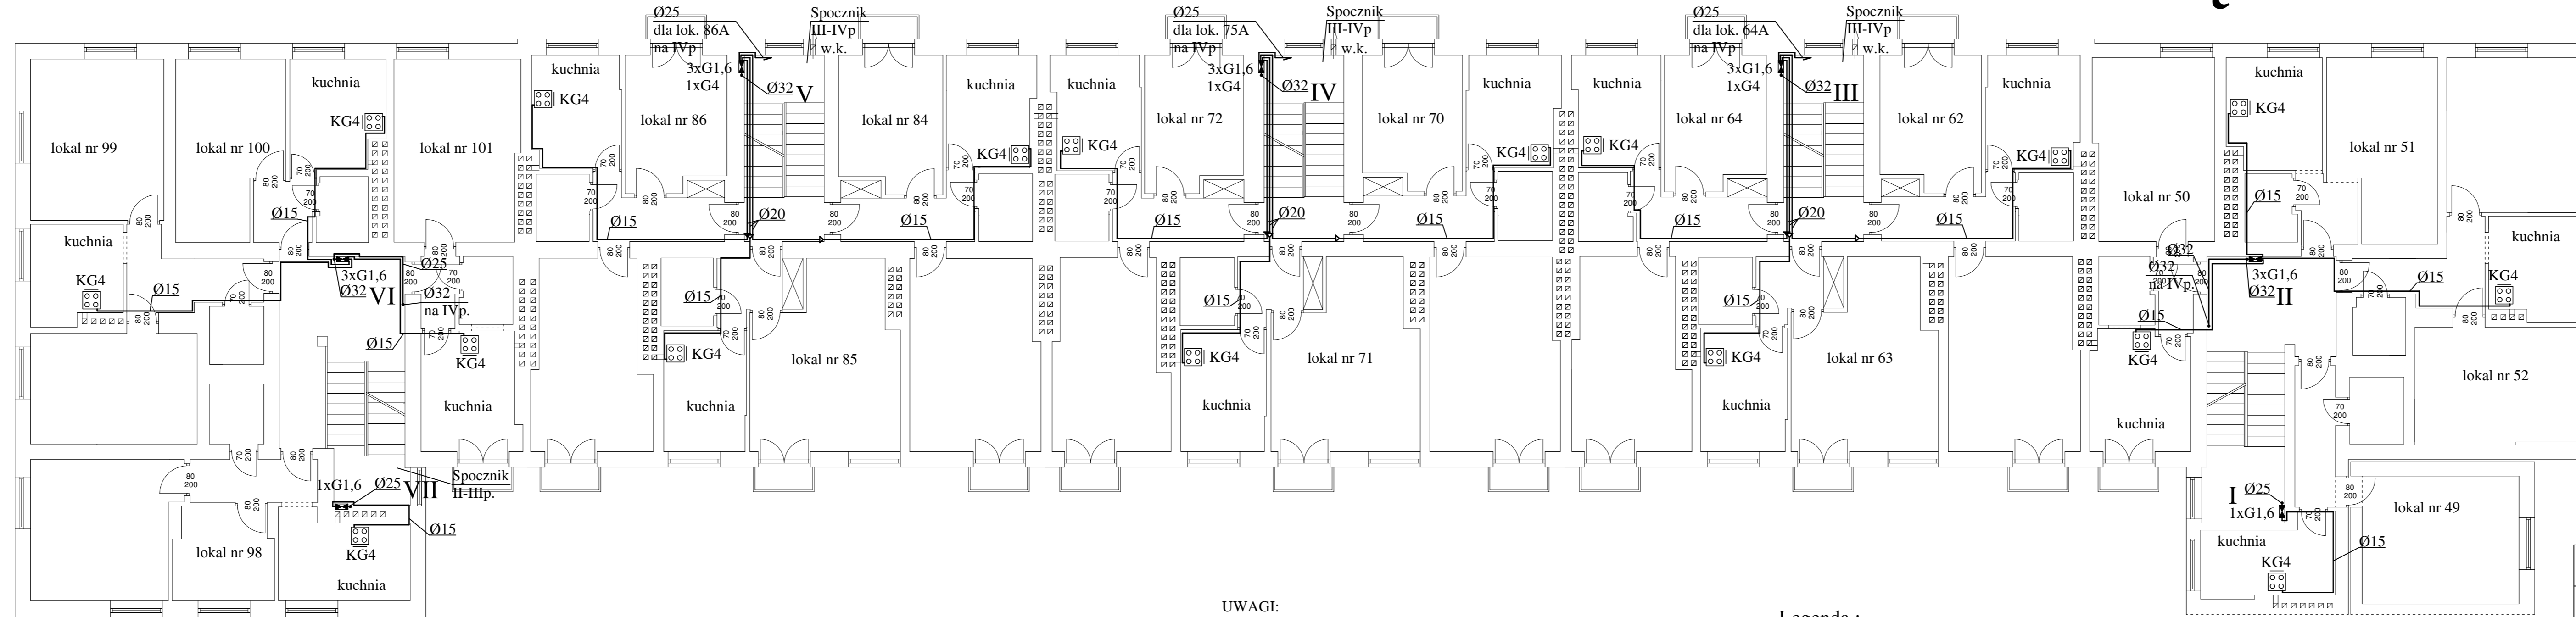 Ø25
dla lok. 86A
na IVp
Spocznik
III-IVp
w.k.
3xG1,6
1xG4
Ø32
V
Ø25
dla lok. 75A
na IVp
Spocznik
III-IVp
w.k.
3xG1,6
1xG4
Ø32
IV
Ø25
dla lok. 64A
na IVp
Spocznik
III-IVp
w.k.
3xG1,6
1xG4
Ø32
III
kuchnia
KG4
lokal nr 99
lokal nr 100
lokal nr 101
kuchnia
KG4
lokal nr 86
lokal nr 84
kuchnia
KG4
kuchnia
KG4
lokal nr 72
lokal nr 70
kuchnia
KG4
kuchnia
KG4
lokal nr 64
lokal nr 62
kuchnia
KG4
lokal nr 50
kuchnia
KG4
lokal nr 51
Ø15
Ø15
Ø20
Ø15
Ø15
Ø20
Ø15
Ø15
Ø20
Ø15
Ø15
kuchnia
KG4
Ø15
3xG1,6
Ø32
VI
Ø25
Ø32
na IVp.
Ø15
KG4
kuchnia
Ø15
KG4
kuchnia
lokal nr 85
Ø15
KG4
kuchnia
lokal nr 71
Ø15
KG4
kuchnia
lokal nr 63
Ø32
Ø32
na IVp.
Ø15
KG4
kuchnia
3xG1,6
Ø32
II
Ø15
kuchnia
KG4
lokal nr 52
Spocznik
II-IIIp.
1xG1,6
Ø25
VII
Ø15
KG4
kuchnia
lokal nr 98
I
Ø25
1xG1,6
kuchnia
KG4
Ø15
lokal nr 49
UWAGI:
Legenda :